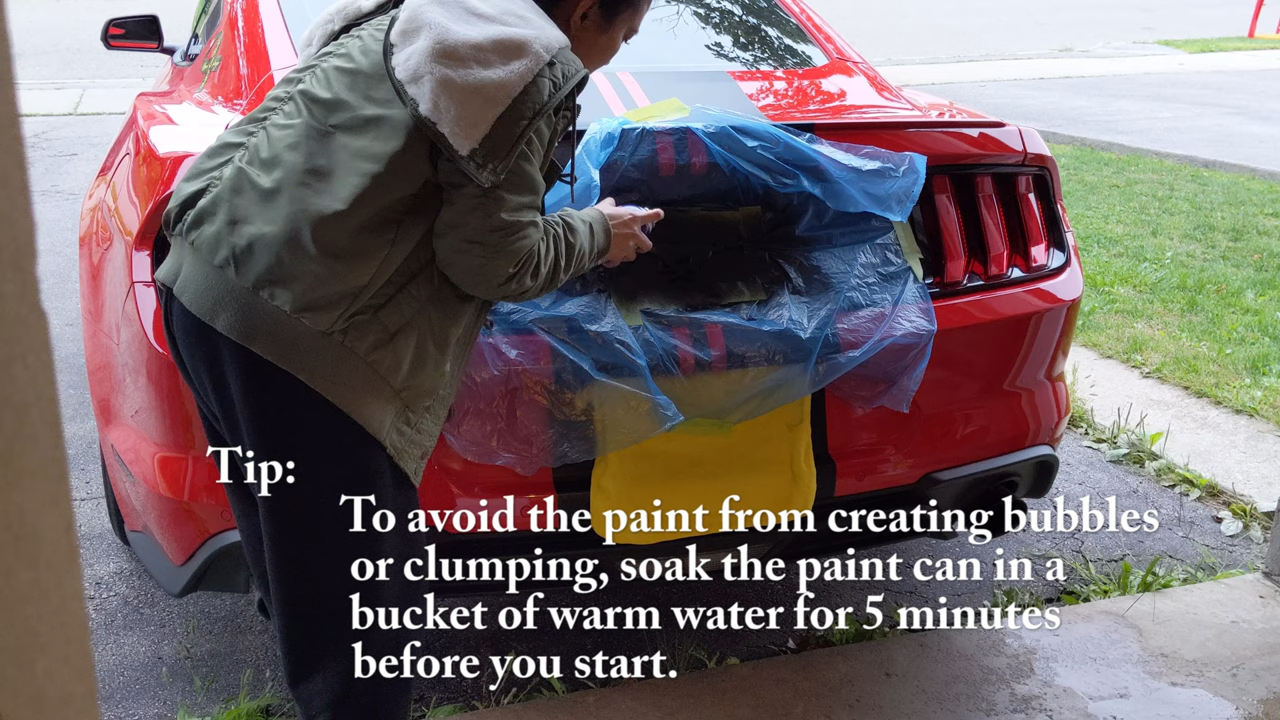 Tip:
To avoid the paint from creating bubbles
or clumping, soak the paint can in a
bucket of warm water for 5 minutes
before you start.